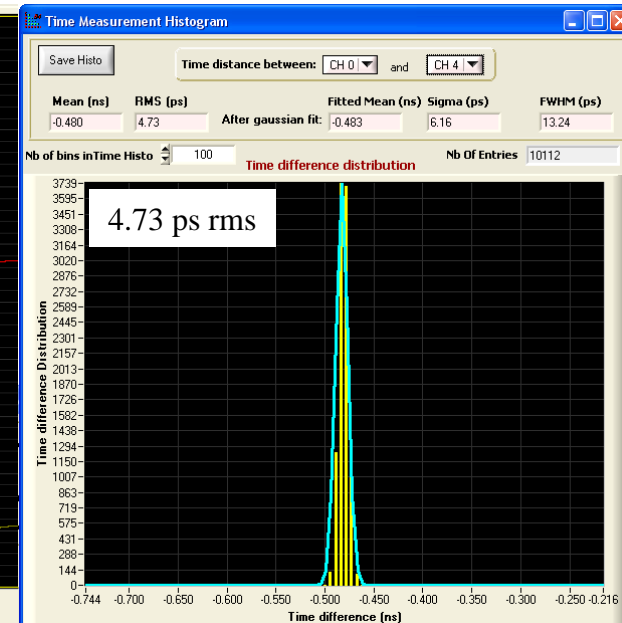 Time Measurement Histogram
Save Histo
Time distance between: CH 0 and CH 4
Mean (ns) RMS (ps) Fitted Mean (ns) Sigma (ps) FWHM (ps)
-0.480 4.73 After gaussian fit: -0.483 6.16 13.24
Nb of bins inTime Histo 100 Time difference distribution Nb Of Entries 10112
4.73 ps rms
Time difference Distribution
3739
3595
3451
3308
3164
3020
2876
2732
2589
2445
2301
2157
2013
1870
1726
1582
1438
1294
1150
1007
863
719
575
431
288
144
0
-0.744 -0.700 -0.650 -0.600 -0.550 -0.500 -0.450 -0.400 -0.350 -0.300 -0.250 -0.216
Time difference (ns)